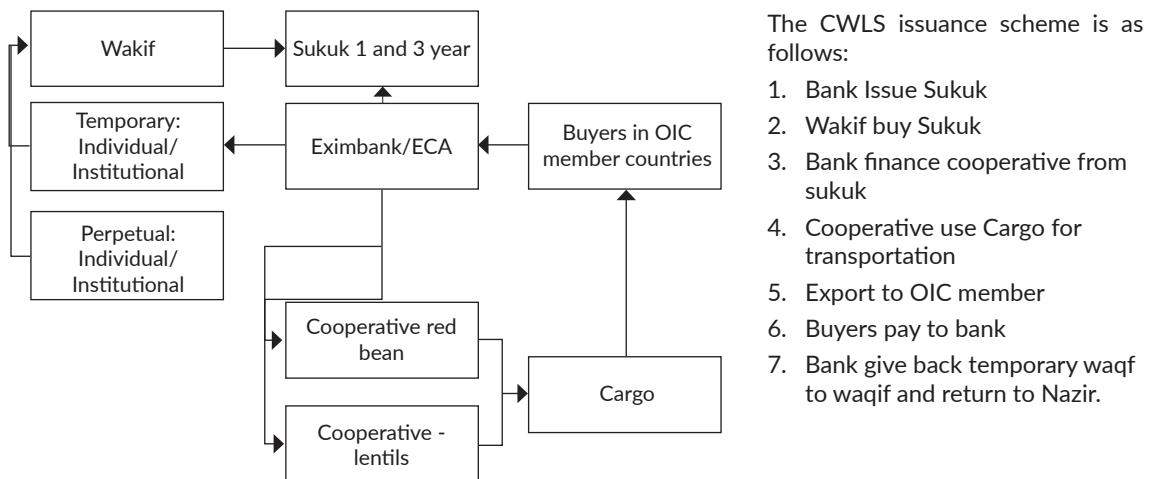 Wakif
Sukuk 1 and 3 year
Temporary:
Individual/
Institutional
Eximbank/ECA
Buyers in OIC
member countries
Perpetual:
Individual/
Institutional
Cooperative red
bean
Cargo
Cooperative -
lentils
The CWLS issuance scheme is as
follows:
1. Bank Issue Sukuk
2. Wakif buy Sukuk
3. Bank finance cooperative from
sukuk
4. Cooperative use Cargo for
transportation
5. Export to OIC member
6. Buyers pay to bank
7. Bank give back temporary waqf
to waqif and return to Nazir.